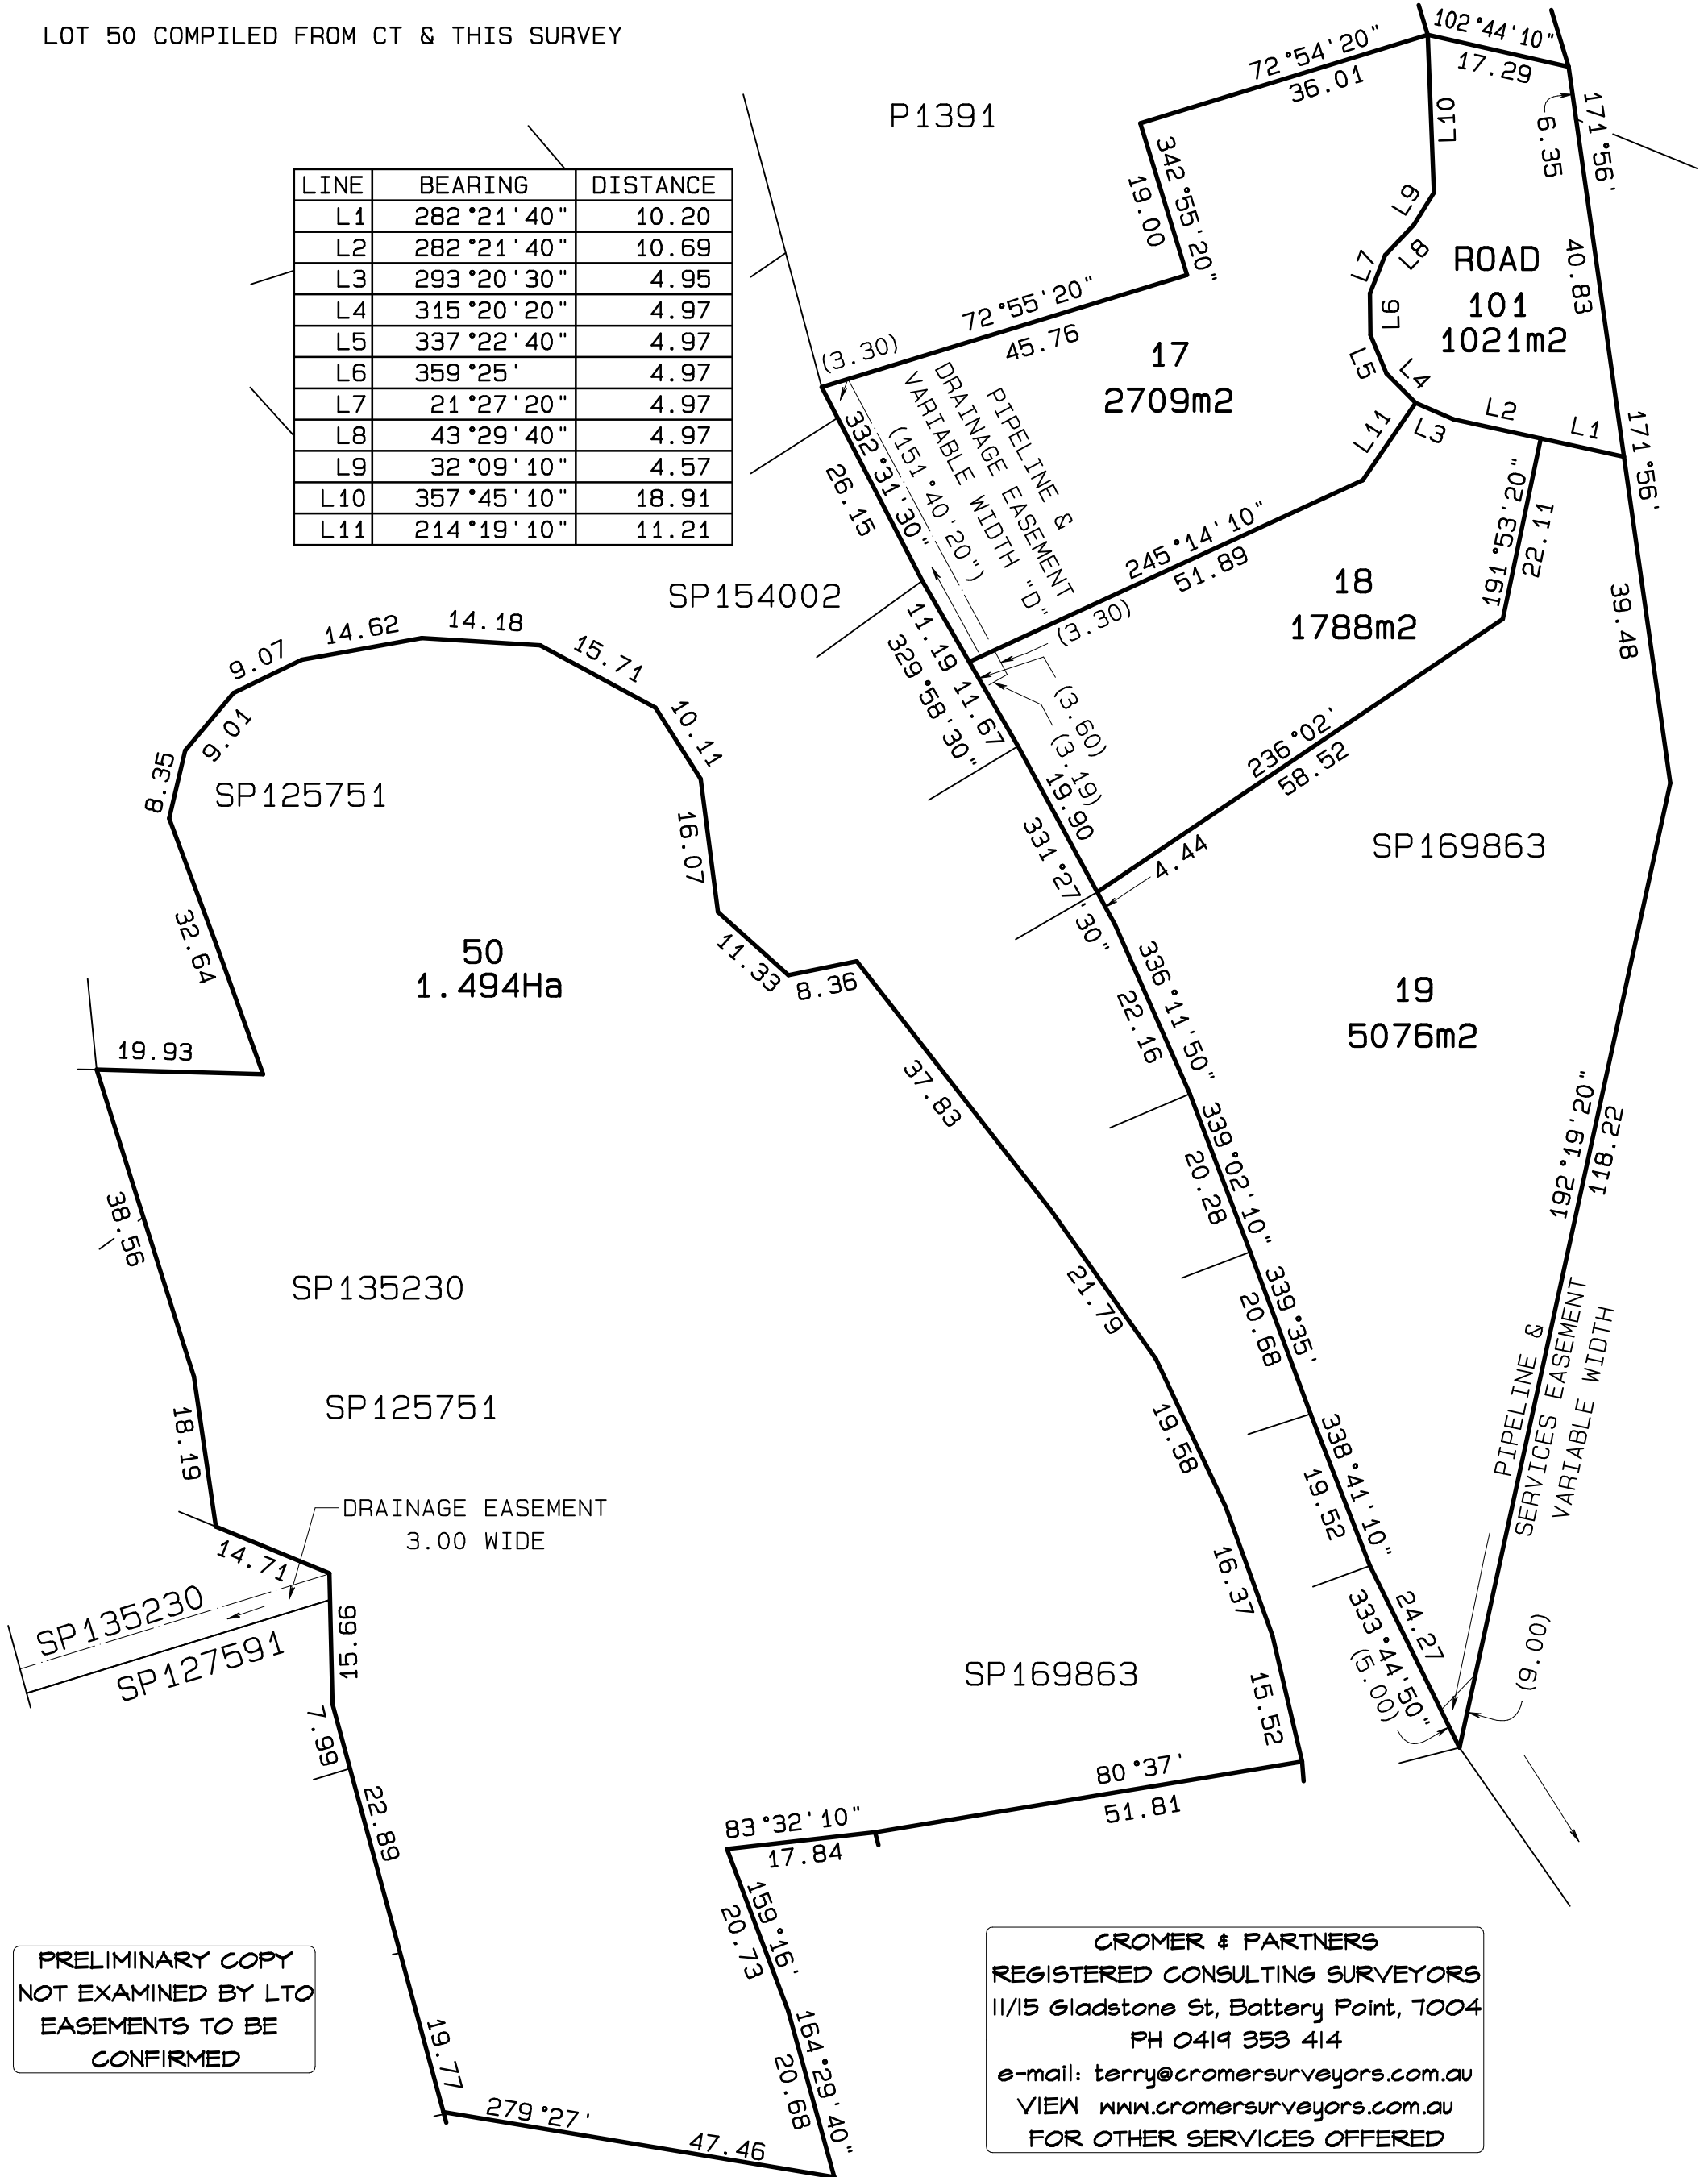 LOT 50 COMPILED FROM CT & THIS SURVEY
LINE BEARING DISTANCE
L1 282°21'40" 10.20
L2 282°21'40" 10.69
L3 293°20'30" 4.95
L4 315°20'20" 4.97
L5 337°22'40" 4.97
L6 359°25' 4.97
L7 21°27'20" 4.97
L8 43°29'40" 4.97
L9 32°09'10" 4.57
L10 357°45'10" 18.91
L11 214°19'10" 11.21
P1391
72°54'20"
36.01
102°44'10"
17.29
171°56'
6.35
40.83
L10
L9
L8
L7
L6
L5
L4
L3
L2
L1
L11
ROAD
101
1021m2
342°55'20"
19.00
72°55'20"
45.76
(3.30)
17
2709m2
PIPELINE &
DRAINAGE EASEMENT
VARIABLE WIDTH "D"
(151°40'20")
332°31'30"
26.15
245°14'10"
51.89
(3.30)
SP154002
11.19
11.67
329°58'30"
(3.60)
(3.19)
18
1788m2
191°53'20"
22.11
171°56'
39.48
236°02'
58.52
19.90
331°27'30"
4.44
SP169863
19
5076m2
336°11'50"
22.16
339°02'10"
20.28
339°35'
20.68
338°41'10"
19.52
333°44'50"
24.27
(5.00)
(9.00)
192°19'20"
118.22
PIPELINE &
SERVICES EASEMENT
VARIABLE WIDTH
9.07
14.62
14.18
15.71
10.11
16.07
11.33
8.36
9.01
8.35
SP125751
32.64
50
1.494Ha
19.93
38.56
37.83
21.79
19.58
16.37
15.52
SP135230
SP125751
18.19
DRAINAGE EASEMENT
3.00 WIDE
14.71
SP135230
SP127591
15.66
7.99
22.89
19.77
SP169863
80°37'
51.81
83°32'10"
17.84
159°16'
20.73
164°29'40"
20.68
279°27'
47.46
PRELIMINARY COPY
NOT EXAMINED BY LTO
EASEMENTS TO BE
CONFIRMED
CROMER & PARTNERS
REGISTERED CONSULTING SURVEYORS
11/15 Gladstone St, Battery Point, 7004
PH 0419 353 414
e-mail: terry@cromersurveyors.com.au
VIEW www.cromersurveyors.com.au
FOR OTHER SERVICES OFFERED